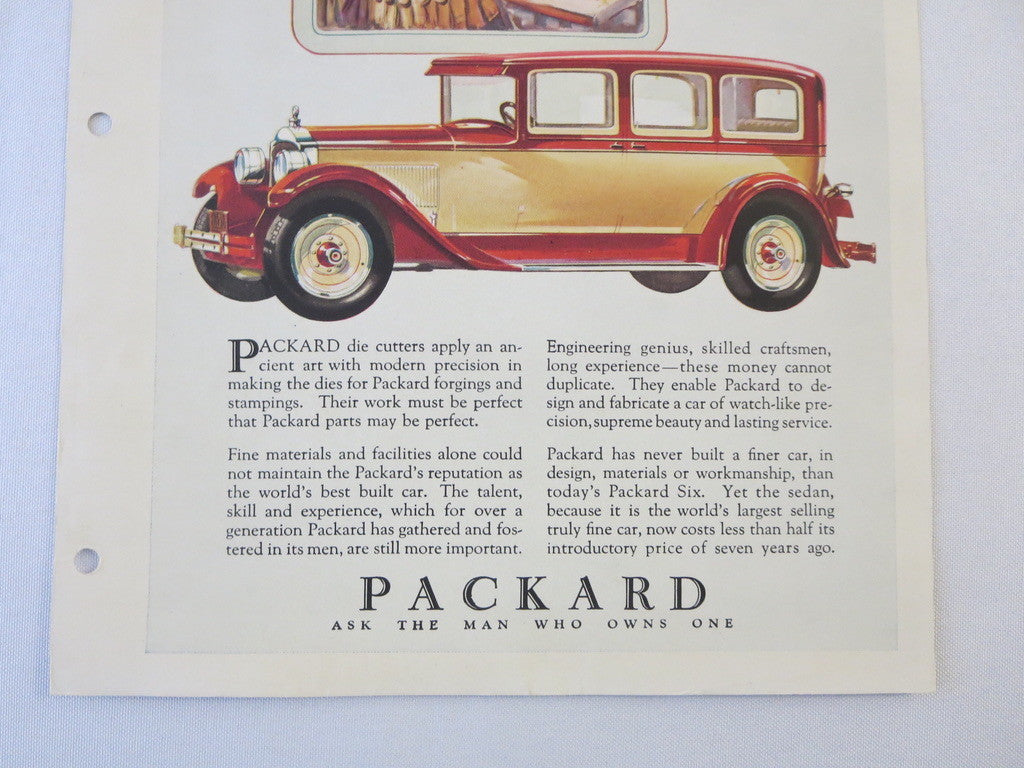 PACKARD die cutters apply an an-
cient art with modern precision in
making the dies for Packard forgings and
stampings. Their work must be perfect
that Packard parts may be perfect.
Fine materials and facilities alone could
not maintain the Packard's reputation as
the world's best built car. The talent,
skill and experience, which for over a
generation Packard has gathered and fos-
tered in its men, are still more important.
Engineering genius, skilled craftsmen,
long experience—these money cannot
duplicate. They enable Packard to de-
sign and fabricate a car of watch-like pre-
cision, supreme beauty and lasting service.
Packard has never built a finer car, in
design, materials or workmanship, than
today's Packard Six. Yet the sedan,
because it is the world's largest selling
truly fine car, now costs less than half its
introductory price of seven years ago.
PACKARD
ASK THE MAN WHO OWNS ONE